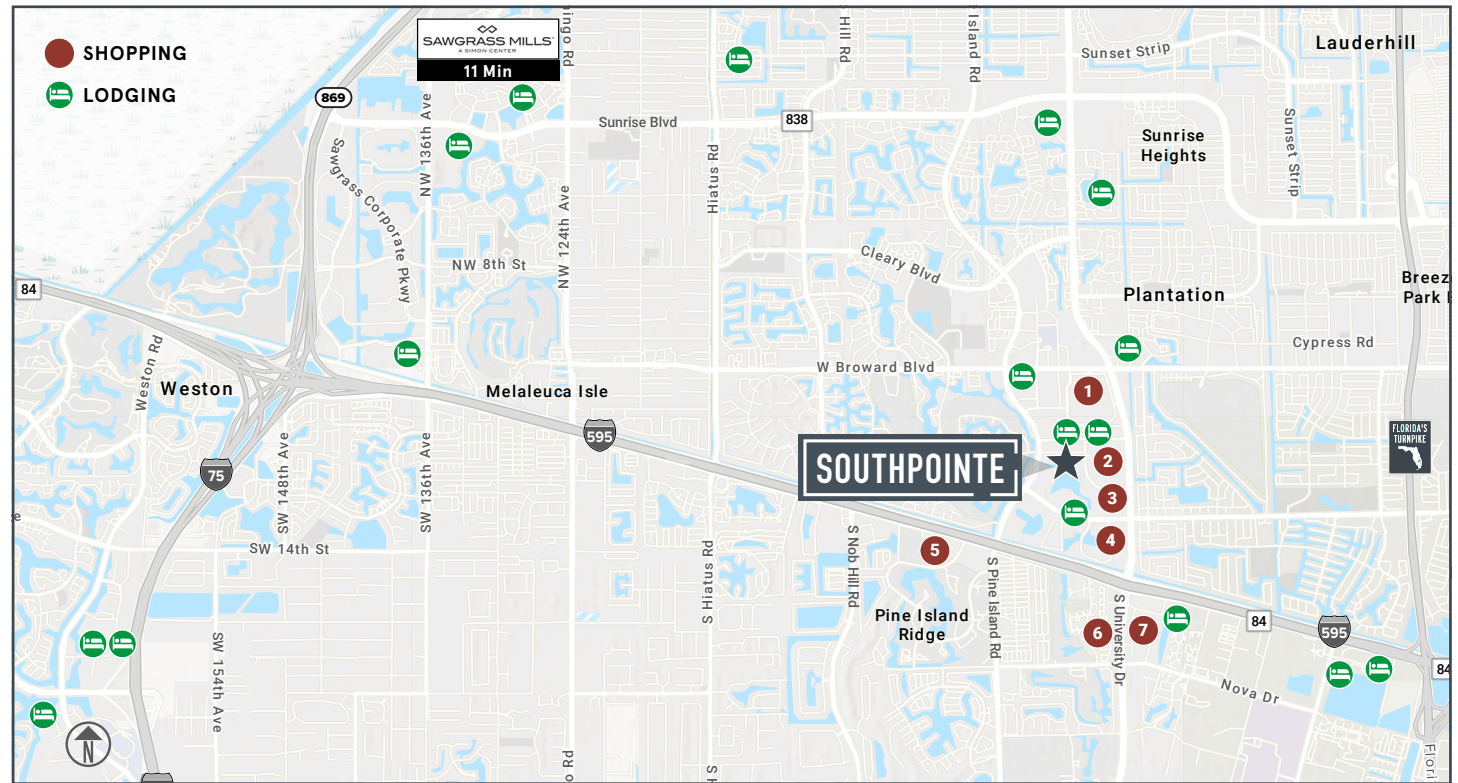 SHOPPING
LODGING
SAWGRASS MILLS
A SIMON CENTER
11 Min
ningo Rd
Hill Rd
Island Rd
Sunset Strip
Lauderhill
869
Sunrise Blvd
838
Sunrise
Heights
Sunset Strip
Sawgrass Corporate Pkwy
NW 136th Ave
NW 124th Ave
Hiatus Rd
NW 8th St
Cleary Blvd
84
Plantation
Breez
Park
Cypress Rd
Weston Rd
Weston
Melaleuca Isle
W Broward Blvd
1
595
FLORIDA'S
TURNPIKE
SOUTHPOINTE
2
75
3
SW 148th Ave
SW 136th Ave
4
SW 14th St
5
S Hiatus Rd
S Nob Hill Rd
S Pine Island Rd
S University Dr
Pine Island
Ridge
6
7
84
595
84
SW 154th Ave
Nova Dr
N
o Rd
H S
Flori
e